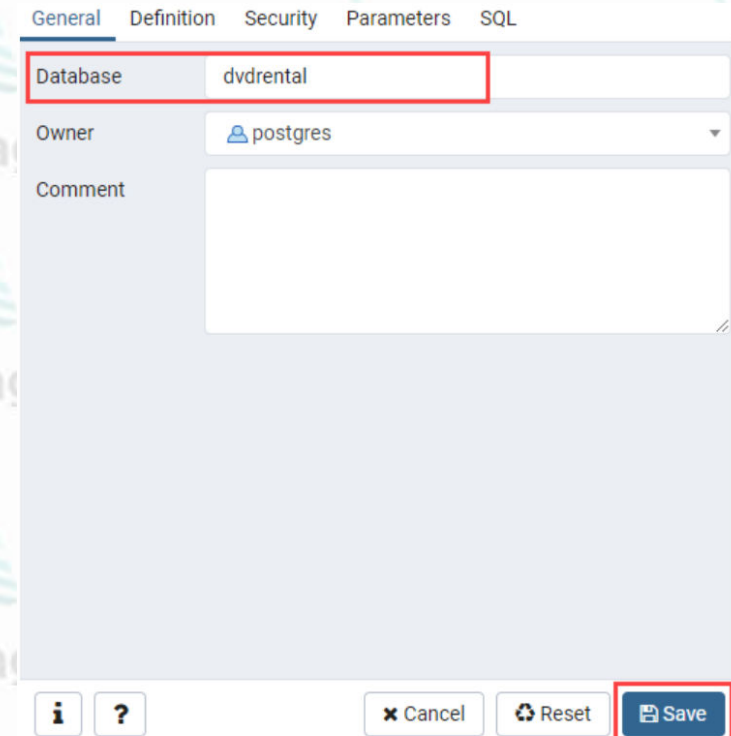 General Definition Security Parameters SQL
Database dvdrental
Owner postgres
Comment
i ? Cancel Reset Save